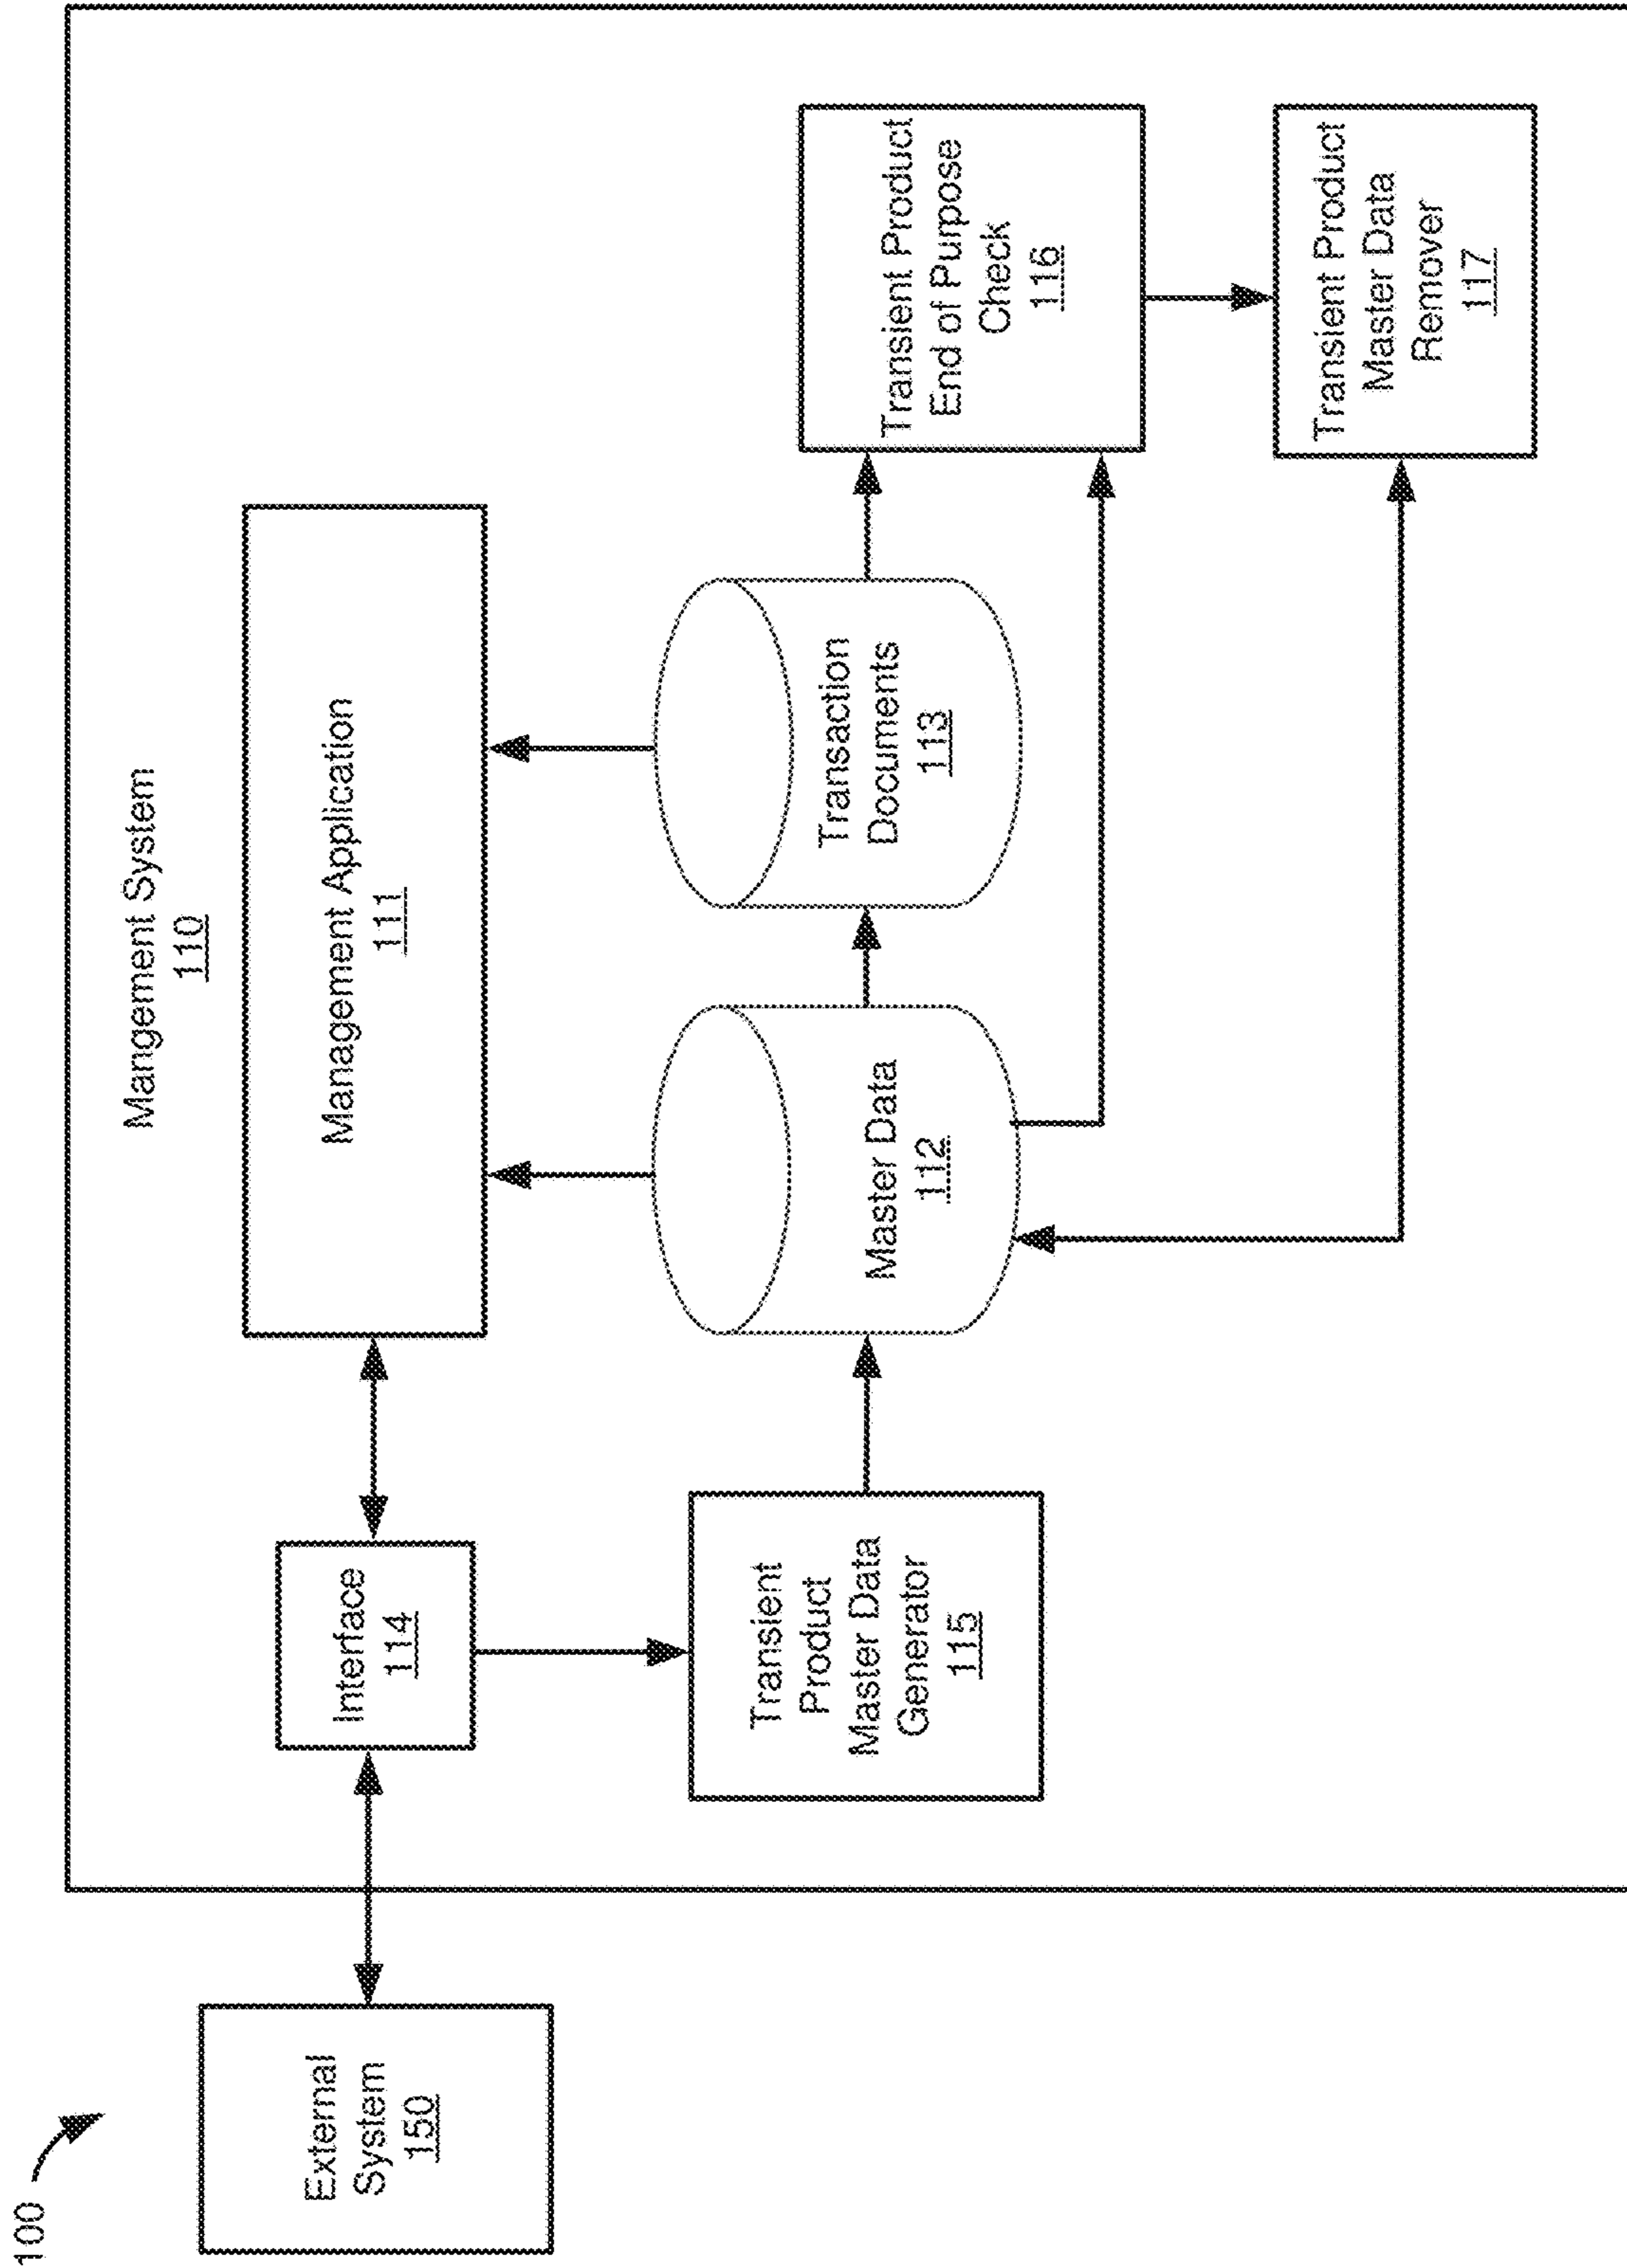 100
Mangement System
110
External
System
150
Interface
114
Management Application
111
Transient
Product
Master Data
Generator
115
Master Data
112
Transaction
Documents
113
Transient Product
End of Purpose
Check
116
Transient Product
Master Data
Remover
117